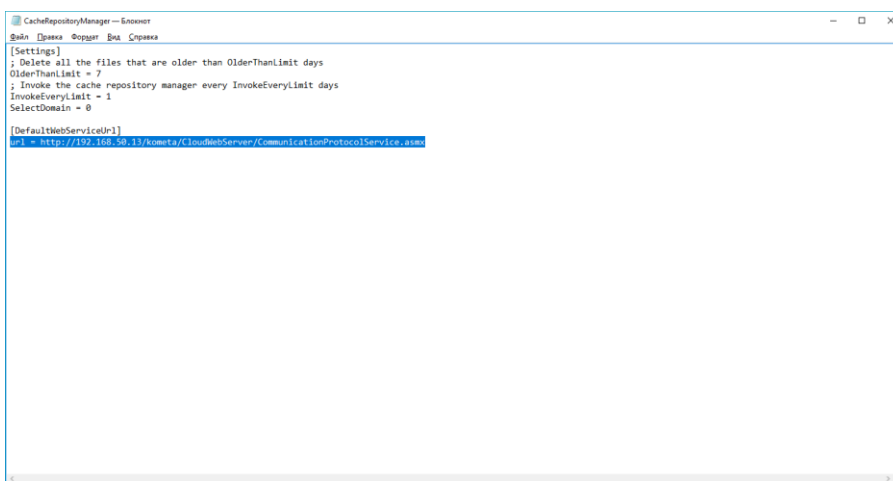 CacheRepositoryManager — Блокнот
Файл Правка Формат Вид Справка
[Settings]
; Delete all the files that are older than OlderThanLimit days
OlderThanLimit = 7
; Invoke the cache repository manager every InvokeEveryLimit days
InvokeEveryLimit = 1
SelectDomain = 0
[DefaultWebServiceUrl]
url = http://192.168.50.13/kometa/CloudWebServer/CommunicationProtocolService.asmx